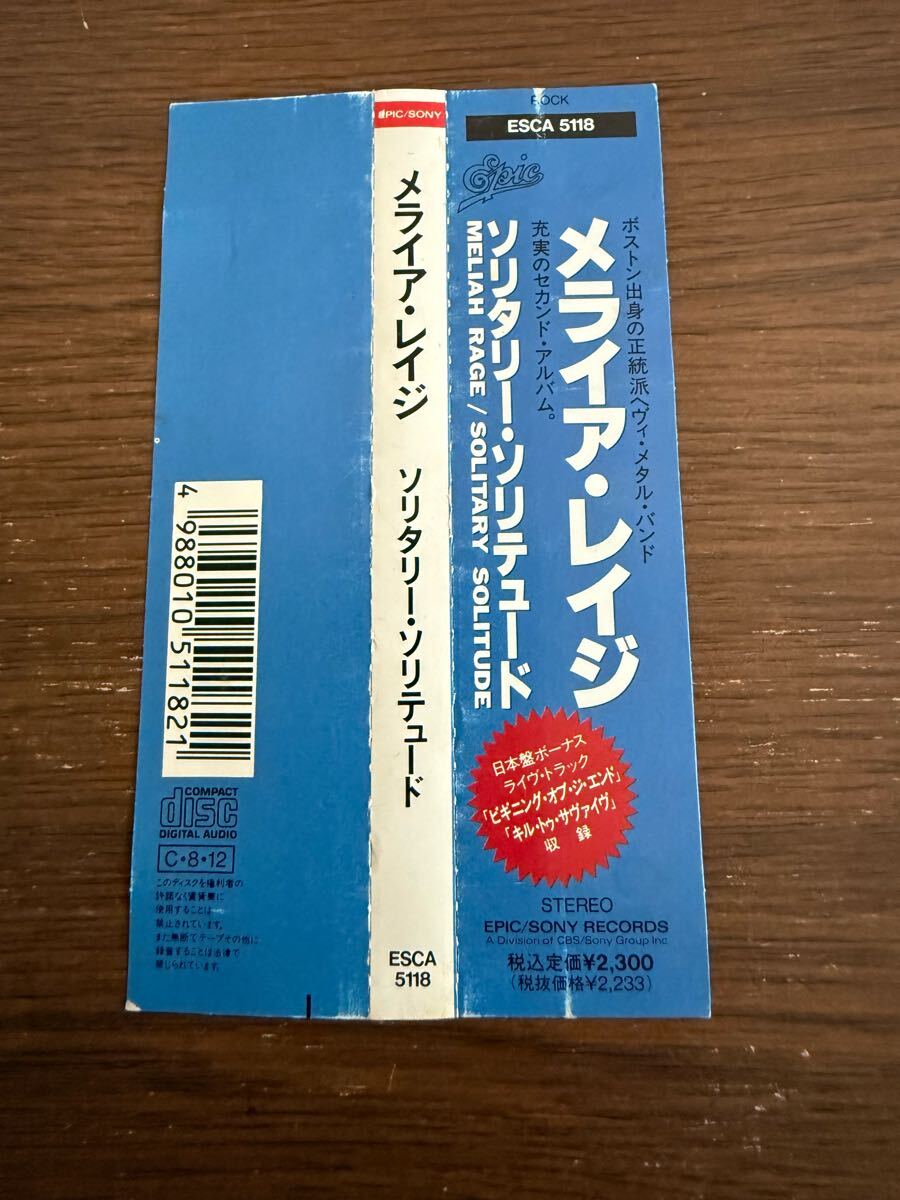 ROCK
ESCA 5118
Epic
ボストン出身の正統派ヘヴィ・メタル・バンド
充実のセカンド・アルバム。
メライア・レイジ
ソリタリー・ソリテュード
MELIAH RAGE / SOLITARY SOLITUDE
日本盤ボーナス
ライヴ・トラック
「ビギニング・オブ・ジ・エンド」
「キル・トゥ・サヴァイヴ」
収録
STEREO
EPIC/SONY RECORDS
A Division of CBS/Sony Group Inc
税込定価¥2,300
(税抜価格¥2,233)
EPIC/SONY
メライア・レイジ
ソリタリー・ソリテュード
ESCA
5118
4 988010 511821
COMPACT
disc
DIGITAL AUDIO
C・8・12
このディスクを権利者の
許諾なく賃貸業に
使用することは
禁止されています。
また無断でテープその他に
録音することは法律で
禁じられています。